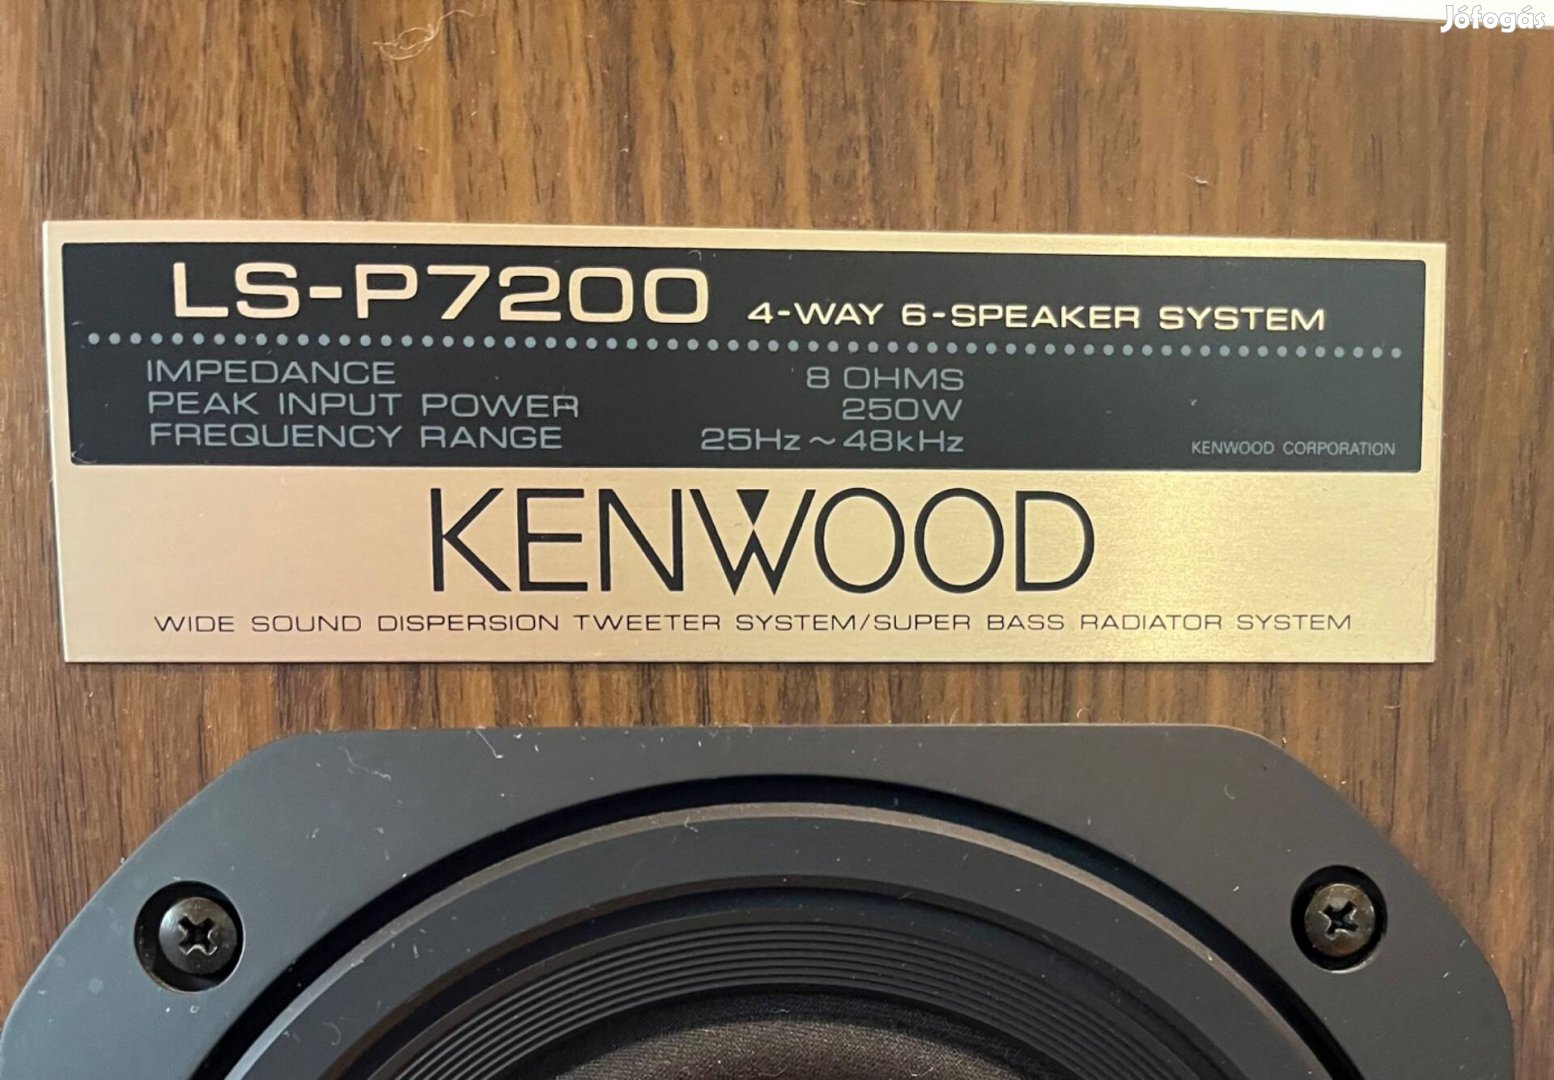 Jófogás
LS-P7200 4-WAY 6-SPEAKER SYSTEM
IMPEDANCE 8 OHMS
PEAK INPUT POWER 250W
FREQUENCY RANGE 25Hz~48kHz
KENWOOD CORPORATION
KENWOOD
WIDE SOUND DISPERSION TWEETER SYSTEM/SUPER BASS RADIATOR SYSTEM